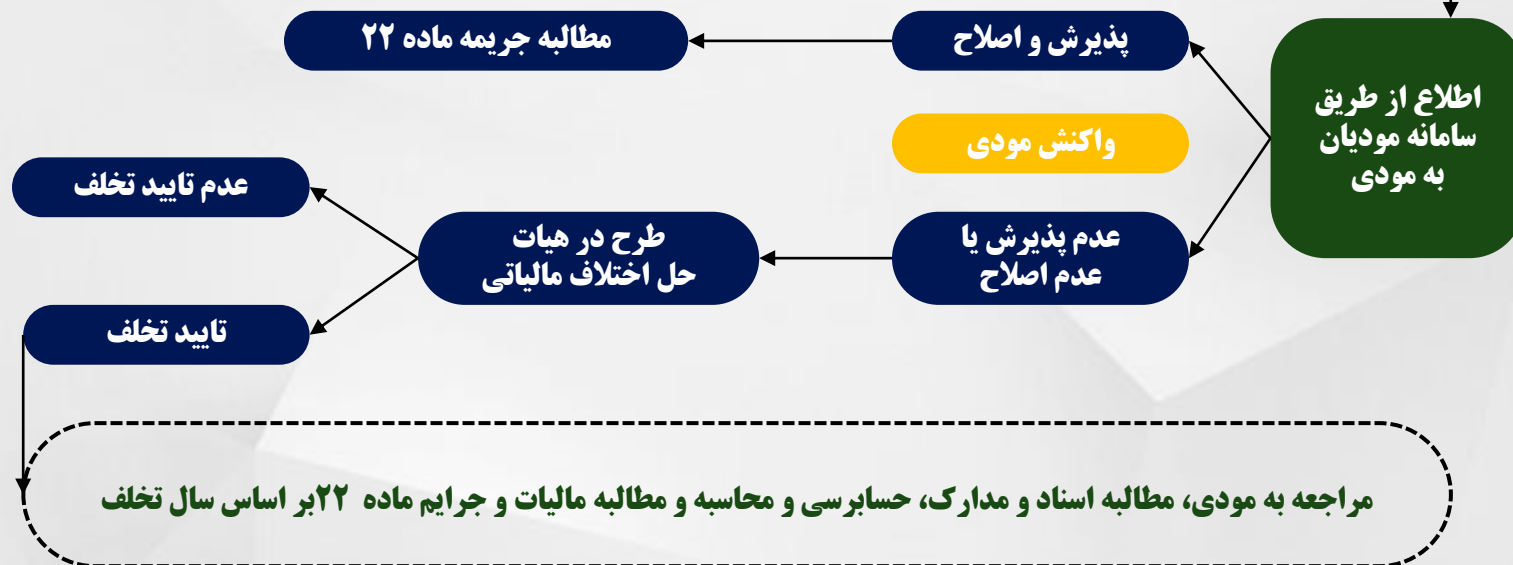 اطلاع از طریق
سامانه مودیان
به مودی
پذیرش و اصلاح
مطالبه جریمه ماده ۲۲
واکنش مودی
عدم پذیرش یا
عدم اصلاح
طرح در هیات
حل اختلاف مالیاتی
عدم تایید تخلف
تایید تخلف
مراجعه به مودی، مطالبه اسناد و مدارک، حسابرسی و محاسبه و مطالبه مالیات و جرایم ماده ۲۲بر اساس سال تخلف